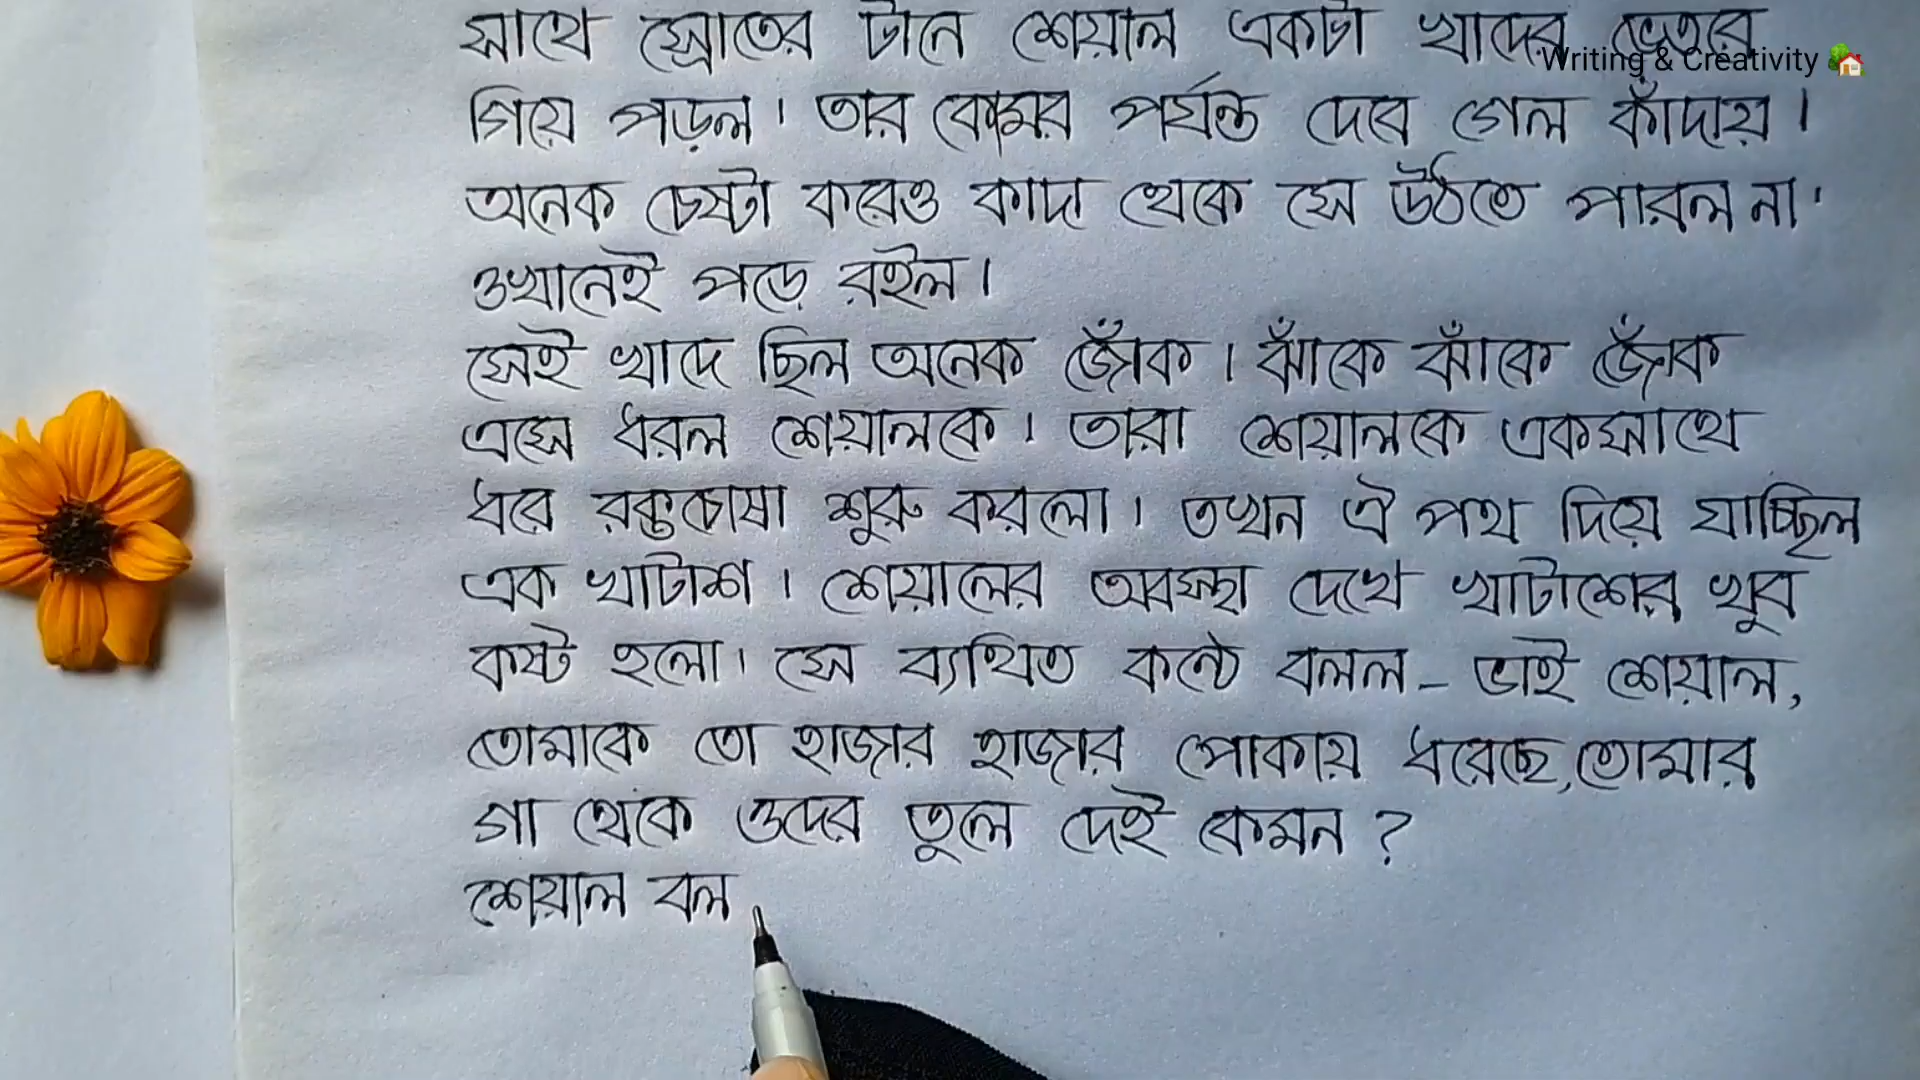 সাথে স্রোতের টানে শেয়াল একটা খাদের ভেতরে
Writing & Creativity
গিয়ে পড়ল। তার কোমর পর্যন্ত দেবে গেল কাঁদায়।
অনেক চেষ্টা করেও কাদা থেকে সে উঠতে পারল না।
ওখানেই পড়ে রইল।
সেই খাদে ছিল অনেক জোঁক। ঝাঁকে ঝাঁকে জোঁক
এসে ধরল শেয়ালকে। তারা শেয়ালকে একসাথে
ধরে রক্তচোষা শুরু করলো। তখন ঐ পথ দিয়ে যাচ্ছিল
এক খাটাশ। শেয়ালের অবস্থা দেখে খাটাশের খুব
কষ্ট হলো। সে ব্যথিত কন্ঠে বলল- ভাই শেয়াল,
তোমাকে তো হাজার হাজার পোকায় ধরেছে, তোমার
গা থেকে ওদের তুলে দেই কেমন?
শেয়াল বল